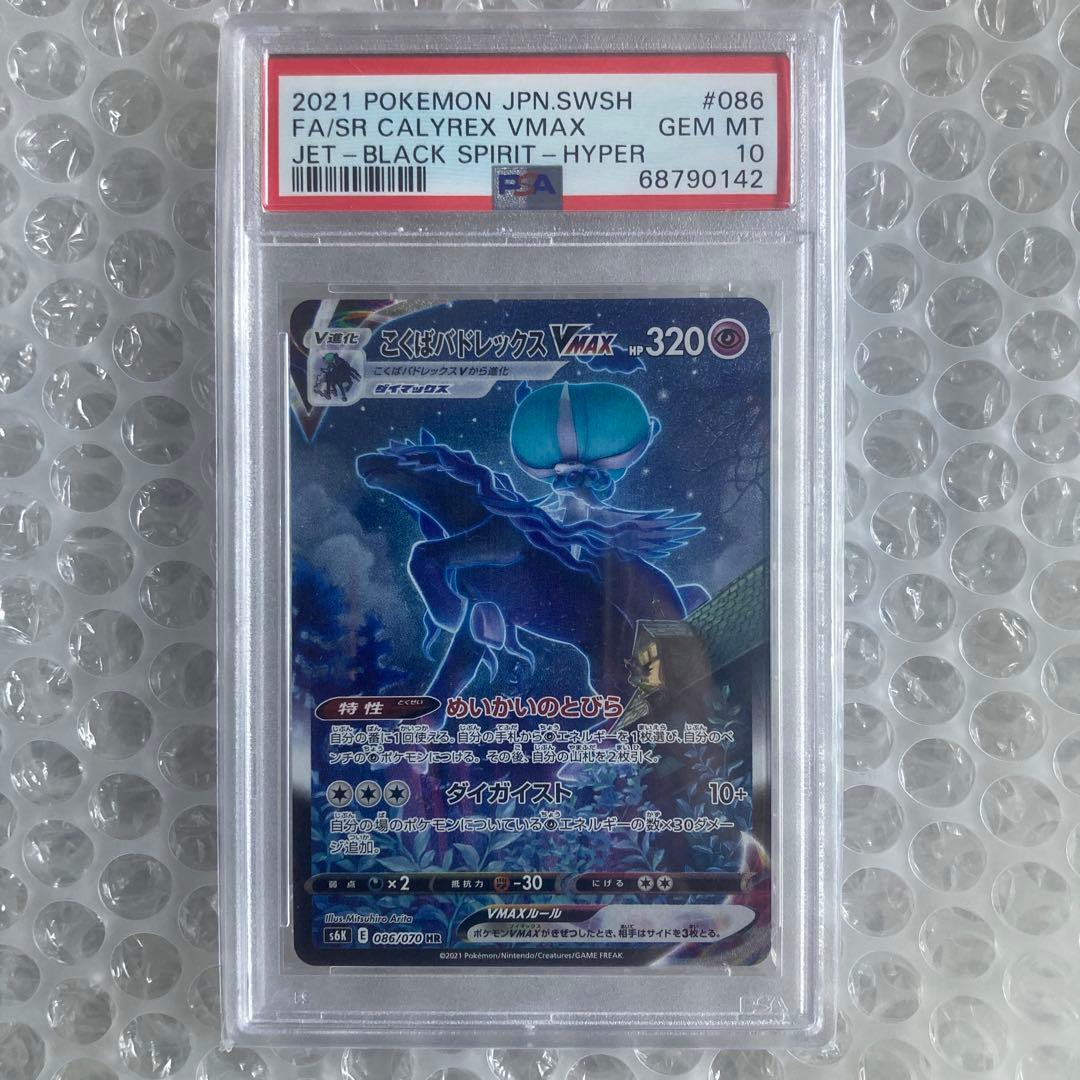 2021 POKEMON JPN.SWSH #086
FA/SR CALYREX VMAX GEM MT
JET-BLACK SPIRIT-HYPER 10
PSA 68790142
V進化 こくばバドレックス VMAX HP 320
こくばバドレックスVから進化
ダイマックス
特性 とくせい めいかいのとびら
自分の番に1回使える。自分の手札からエネルギーを1枚選び、自分のベ
ンチのポケモンにつける。その後、自分の山札を2枚引く。
ダイガイスト 10+
自分の場のポケモンについているエネルギーの数×30ダメー
ジ追加。
弱点 ×2 抵抗力 -30 にげる
Illus. Mitsuhiro Arita
VMAXルール
s6K E 086/070 HR
ポケモンVMAXがきぜつしたとき、相手はサイドを3枚とる。
©2021 Pokémon/Nintendo/Creatures/GAME FREAK
PSA